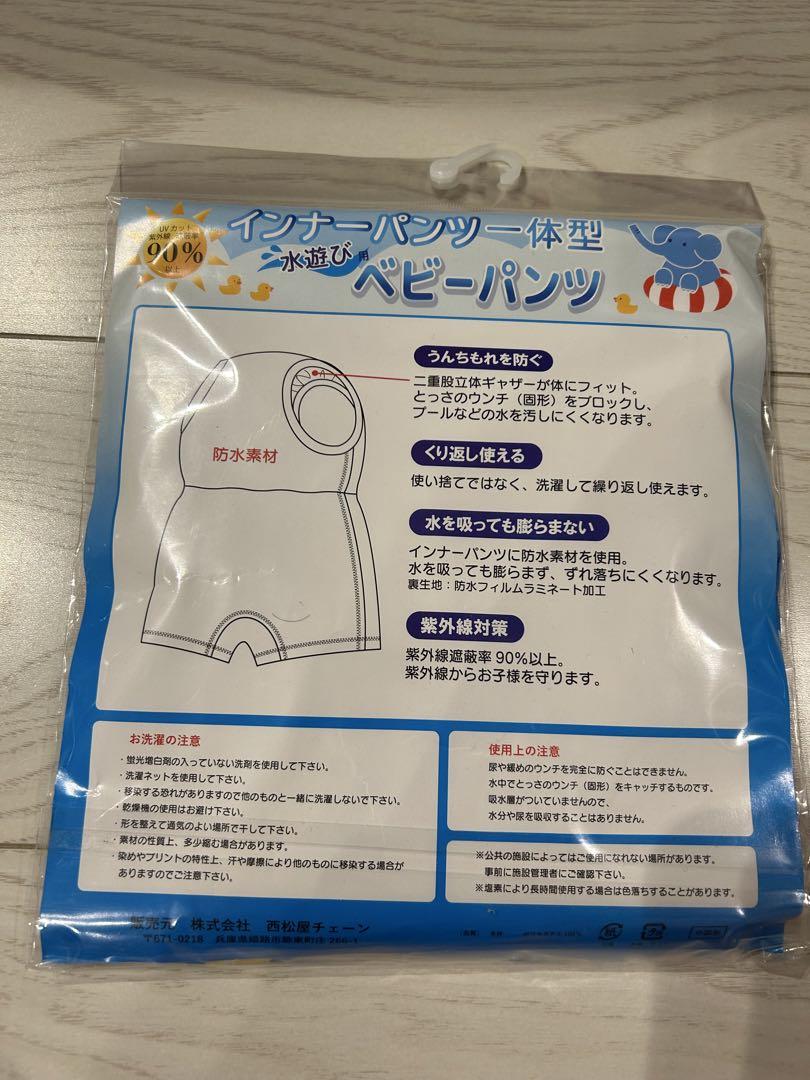 UVカット
紫外線
90%
以上
インナーパンツ一体型
水遊び用
ベビーパンツ
防水素材
うんちもれを防ぐ
二重股立体ギャザーが体にフィット。
とっさのウンチ（固形）をブロックし、
プールなどの水を汚しにくくなります。
くり返し使える
使い捨てではなく、洗濯して繰り返し使えます。
水を吸っても膨らまない
インナーパンツに防水素材を使用。
水を吸っても膨らまず、ずれ落ちにくくなります。
裏生地：防水フィルムラミネート加工
紫外線対策
紫外線遮蔽率90%以上。
紫外線からお子様を守ります。
お洗濯の注意
・蛍光増白剤の入っていない洗剤を使用して下さい。
・洗濯ネットを使用して下さい。
・移染する恐れがありますので他のものと一緒に洗濯しないで下さい。
・乾燥機の使用はお避け下さい。
・形を整えて通気のよい場所で干して下さい。
・素材の性質上、多少縮む場合があります。
・染めやプリントの特性上、汗や摩擦により他のものに移染する場合が
ありますのでご注意下さい。
使用上の注意
尿や緩めのウンチを完全に防ぐことはできません。
水中でとっさのウンチ（固形）をキャッチするものです。
吸水層がついていませんので、
水分や尿を吸収することはありません。
※公共の施設によってはご使用になれない場所があります。
事前に施設管理者にご確認下さい。
※塩素により長時間使用する場合は色落ちすることがあります。
販売元 株式会社 西松屋チェーン
〒671-0218 兵庫県姫路市飾東町庄266-1
紙 プラ